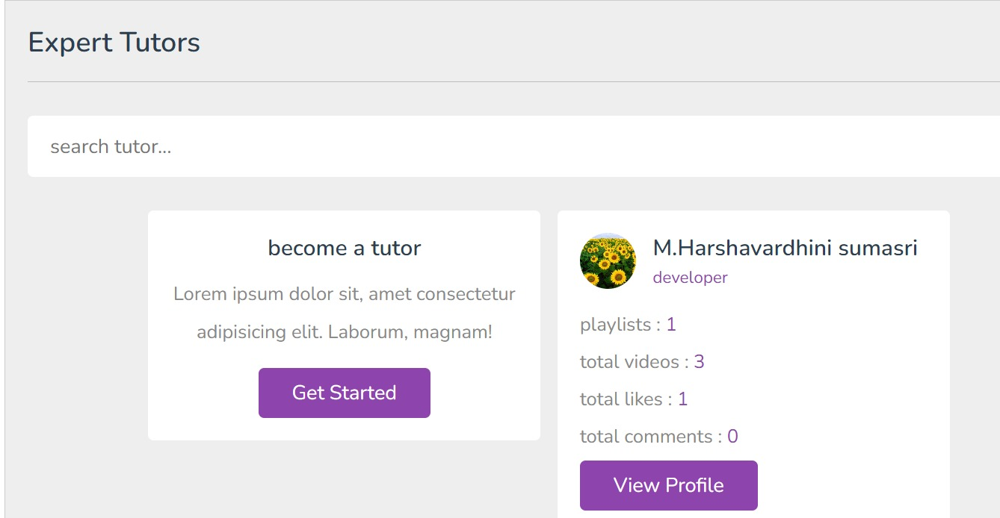 Expert Tutors
search tutor...
become a tutor
Lorem ipsum dolor sit, amet consectetur
adipisicing elit. Laborum, magnam!
Get Started
M.Harshavardhini sumasri
developer
playlists : 1
total videos : 3
total likes : 1
total comments : 0
View Profile